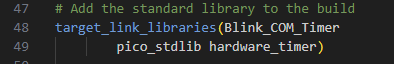 47 # Add the standard library to the build
48 target_link_libraries(Blink_COM_Timer
49 pico_stdlib hardware_timer)